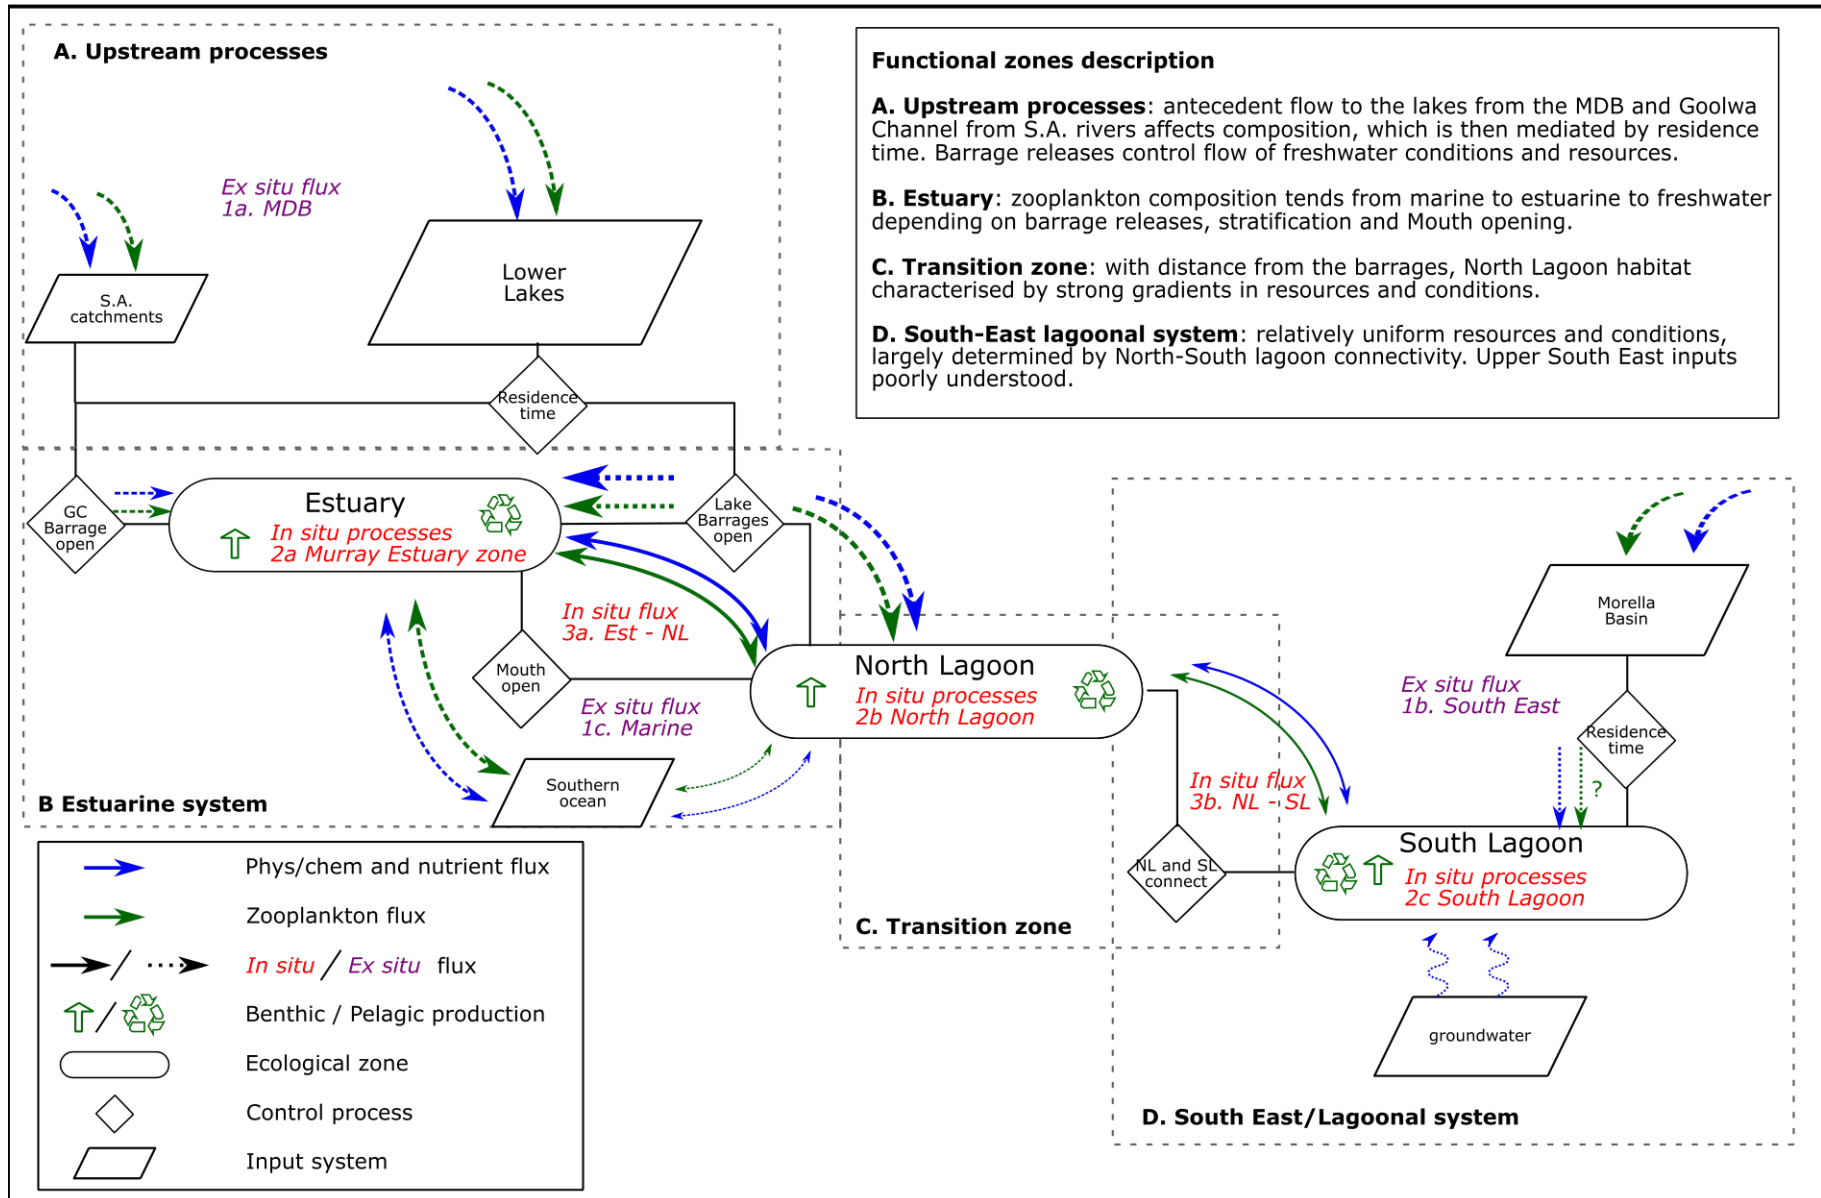 A. Upstream processes
Ex situ flux
1a. MDB
S.A.
catchments
Lower
Lakes
Residence
time
Functional zones description
A. Upstream processes: antecedent flow to the lakes from the MDB and Goolwa
Channel from S.A. rivers affects composition, which is then mediated by residence
time. Barrage releases control flow of freshwater conditions and resources.
B. Estuary: zooplankton composition tends from marine to estuarine to freshwater
depending on barrage releases, stratification and Mouth opening.
C. Transition zone: with distance from the barrages, North Lagoon habitat
characterised by strong gradients in resources and conditions.
D. South-East lagoonal system: relatively uniform resources and conditions,
largely determined by North-South lagoon connectivity. Upper South East inputs
poorly understood.
GC
Barrage
open
Estuary
In situ processes
2a Murray Estuary zone
Lake
Barrages
open
In situ flux
3a. Est - NL
Mouth
open
Ex situ flux
1c. Marine
Southern
ocean
B Estuarine system
North Lagoon
In situ processes
2b North Lagoon
In situ flux
3b. NL - SL
NL and SL
connect
C. Transition zone
Morella
Basin
Ex situ flux
1b. South East
Residence
time
?
South Lagoon
In situ processes
2c South Lagoon
groundwater
D. South East/Lagoonal system
Phys/chem and nutrient flux
Zooplankton flux
/ In situ / Ex situ flux
/ Benthic / Pelagic production
Ecological zone
Control process
Input system